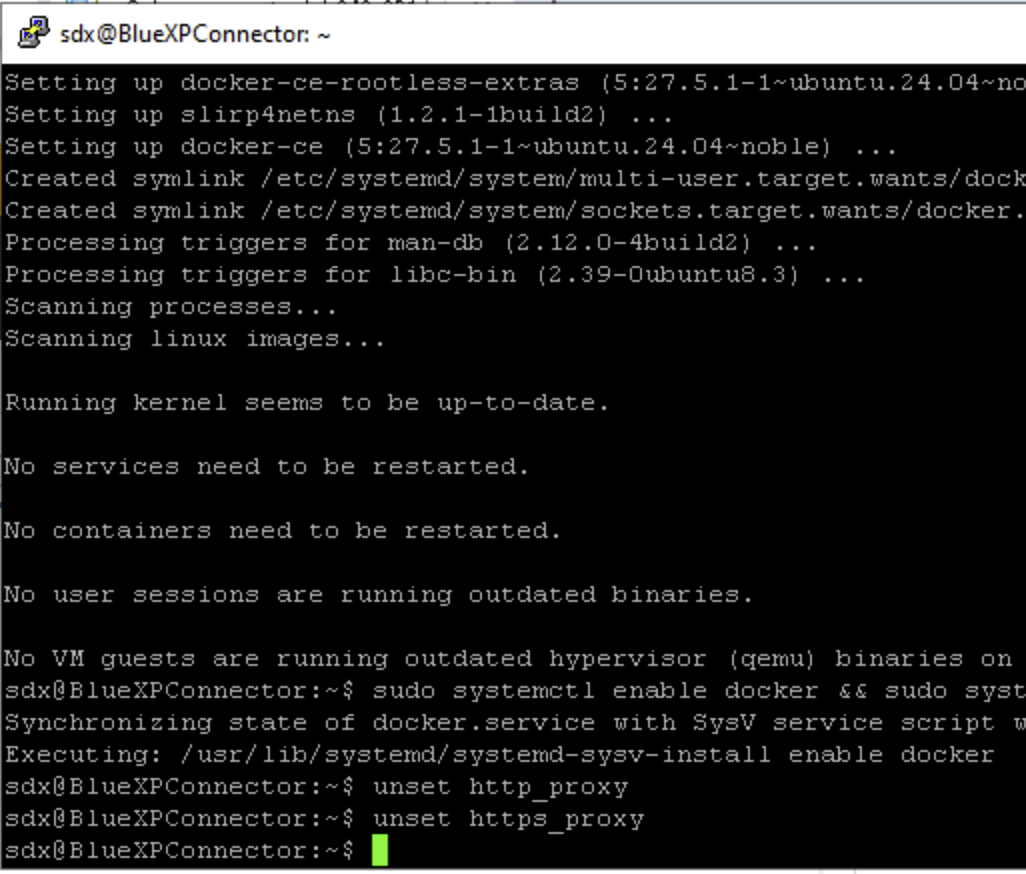 sdx@BlueXPConnector: ~
Setting up docker-ce-rootless-extras (5:27.5.1-1~ubuntu.24.04~no
Setting up slirp4netns (1.2.1-1build2) ...
Setting up docker-ce (5:27.5.1-1~ubuntu.24.04~noble) ...
Created symlink /etc/systemd/system/multi-user.target.wants/dock
Created symlink /etc/systemd/system/sockets.target.wants/docker.
Processing triggers for man-db (2.12.0-4build2) ...
Processing triggers for libc-bin (2.39-0ubuntu8.3) ...
Scanning processes...
Scanning linux images...
Running kernel seems to be up-to-date.
No services need to be restarted.
No containers need to be restarted.
No user sessions are running outdated binaries.
No VM guests are running outdated hypervisor (qemu) binaries on
sdx@BlueXPConnector:~$ sudo systemctl enable docker && sudo syst
Synchronizing state of docker.service with SysV service script w
Executing: /usr/lib/systemd/systemd-sysv-install enable docker
sdx@BlueXPConnector:~$ unset http_proxy
sdx@BlueXPConnector:~$ unset https_proxy
sdx@BlueXPConnector:~$